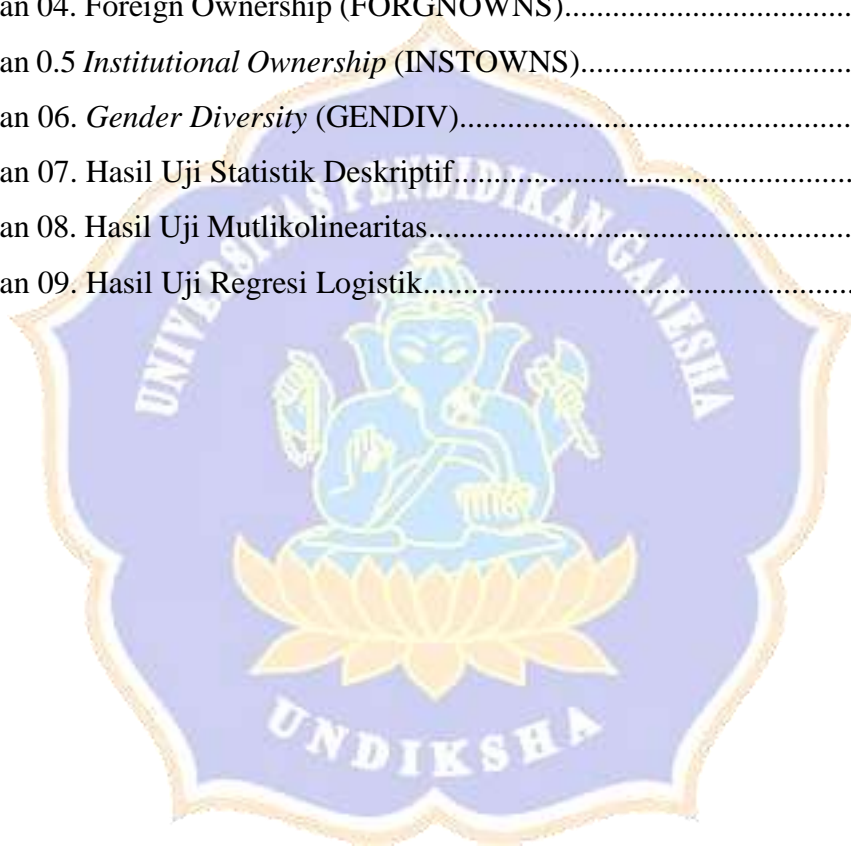 an 04. Foreign Ownership (FORGNOWNS)....................................
an 0.5 Institutional Ownership (INSTOWNS)....................................
an 06. Gender Diversity (GENDIV)....................................................
an 07. Hasil Uji Statistik Deskriptif....................................................
an 08. Hasil Uji Mutlikolinearitas........................................................
an 09. Hasil Uji Regresi Logistik.........................................................
UNIVERSITAS PENDIDIKAN GANESHA
UNDIKSHA